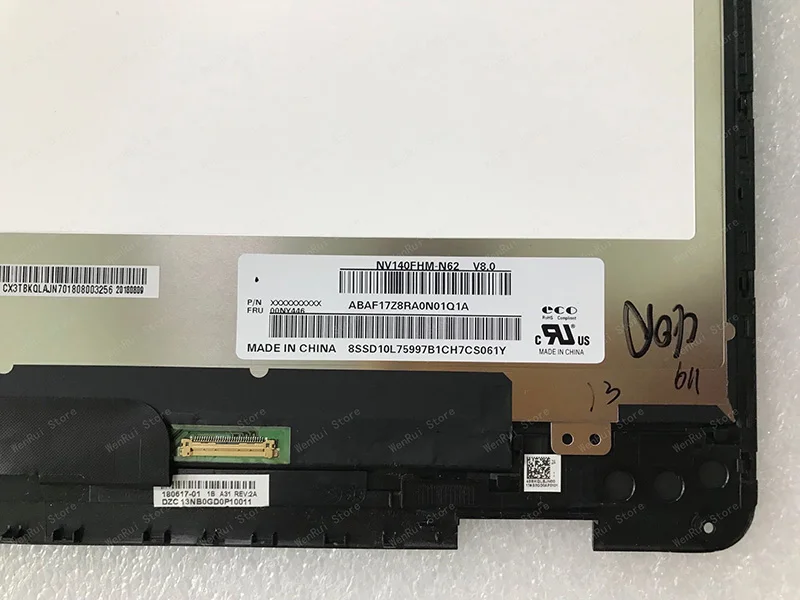 NV140FHM-N62 V8.0
P/N XXXXXXXXXX
ABAF17Z8RA0N01Q1A
FRU 00NY446
eco
RoHS Compliant
MADE IN CHINA 8SSD10L75997B1CH7CS061Y
c RU US
MADE IN CHINA
CX3TBKQLAJN701808003256 20180809
13
180617-01 1B A31 REV:2A
DZC 13NB0GD0P10011
WenRui Store